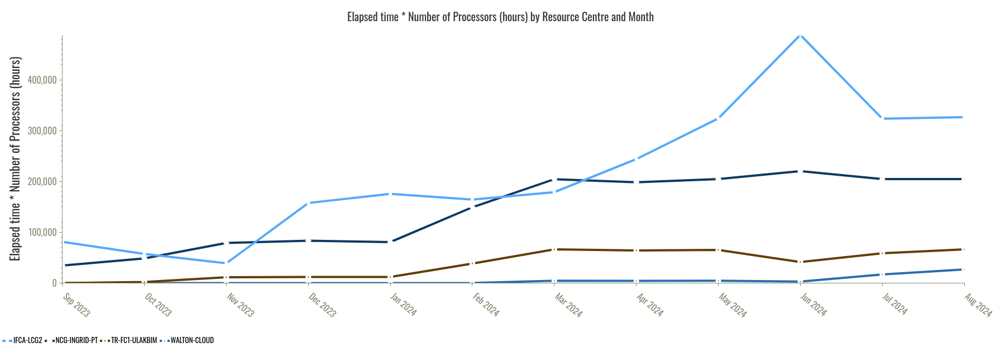 Elapsed time * Number of Processors (hours) by Resource Centre and Month
Elapsed time * Number of Processors (hours)
400,000
300,000
200,000
100,000
0
Sep 2023
Oct 2023
Nov 2023
Dec 2023
Jan 2024
Feb 2024
Mar 2024
Apr 2024
May 2024
Jun 2024
Jul 2024
Aug 2024
IFCA-LCG2 NCG-INGRID-PT TR-FC1-ULAKBIM WALTON-CLOUD